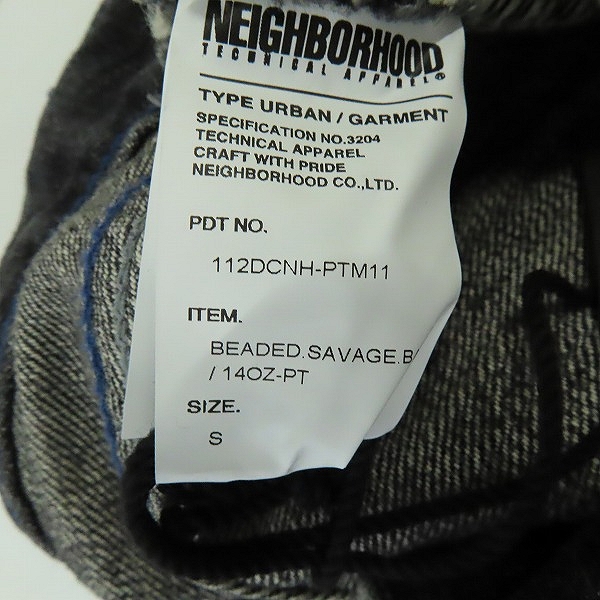 NEIGHBORHOOD
TECHNICAL APPAREL®
TYPE URBAN / GARMENT
SPECIFICATION NO.3204
TECHNICAL APPAREL
CRAFT WITH PRIDE
NEIGHBORHOOD CO.,LTD.
PDT NO.
112DCNH-PTM11
ITEM.
BEADED.SAVAGE.B
/ 14OZ-PT
SIZE.
S